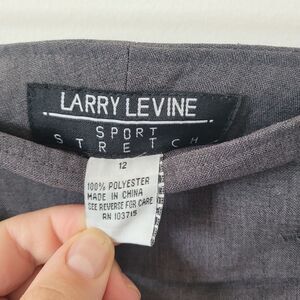 LARRY LEVINE
SPORT
STRETCH
12
100% POLYESTER
MADE IN CHINA
SEE REVERSE FOR CARE
RN 103715